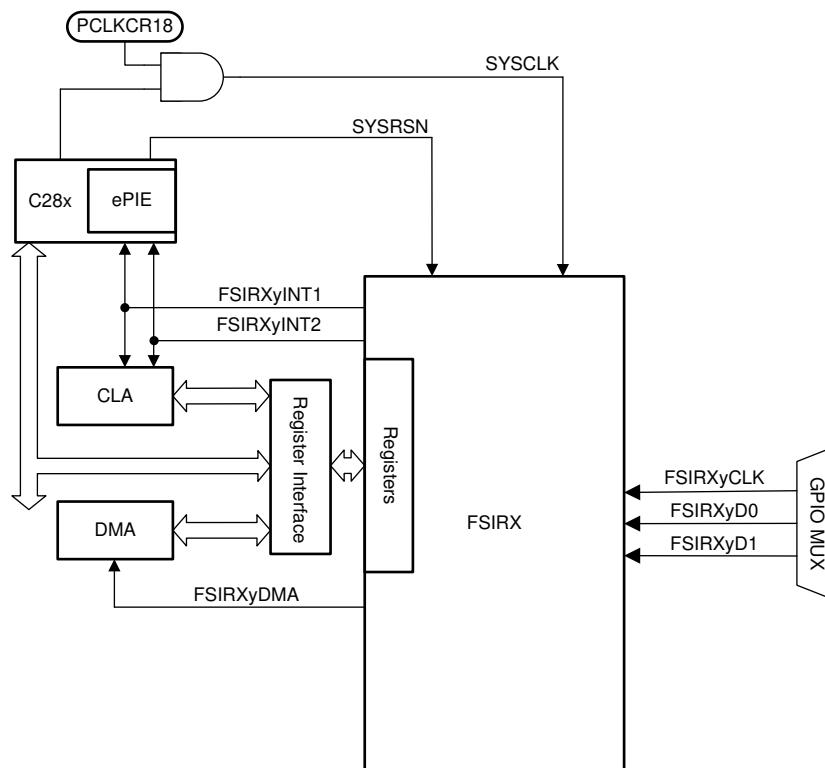 PCLKCR18
SYSCLK
SYSRSN
C28x
ePIE
FSIRXyINT1
FSIRXyINT2
CLA
Register Interface
Registers
FSIRXyCLK
FSIRXyD0
FSIRXyD1
GPIO MUX
FSIRX
DMA
FSIRXyDMA